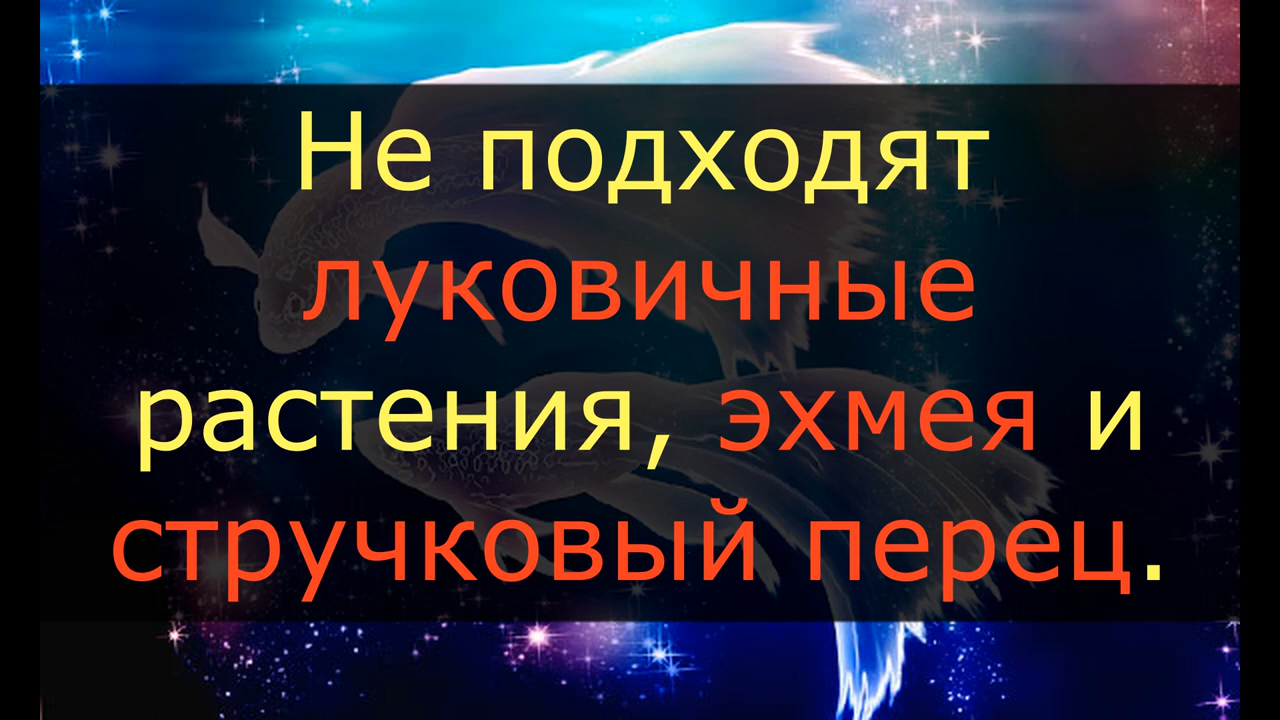 Не подходят
луковичные
растения, эхмея и
стручковый перец.